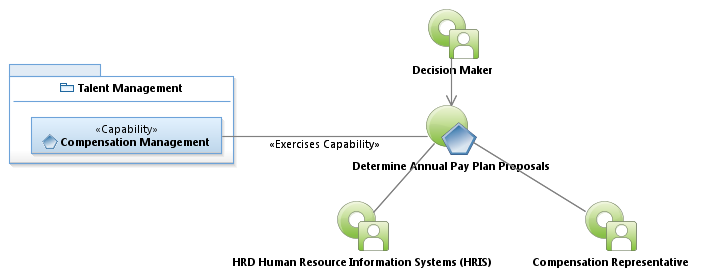 Decision Maker
Talent Management
«Capability»
Compensation Management
«Exercises Capability»
Determine Annual Pay Plan Proposals
HRD Human Resource Information Systems (HRIS)
Compensation Representative